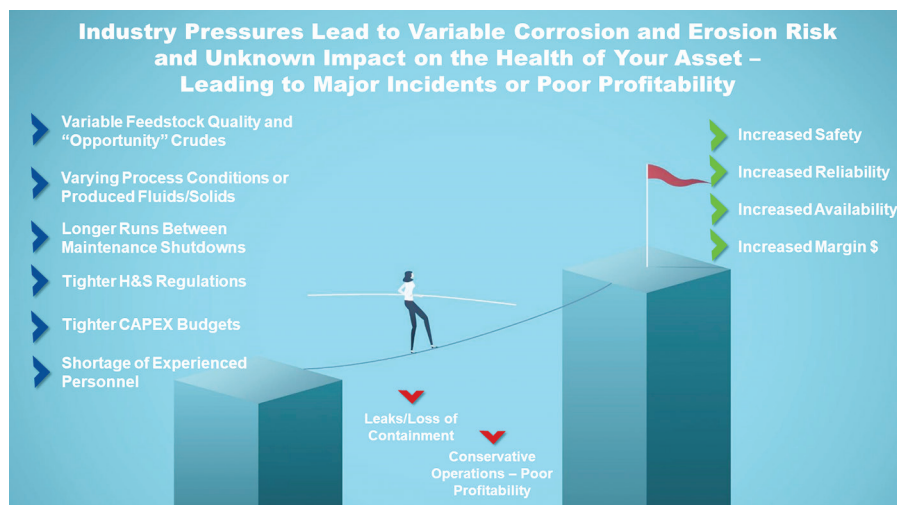 Industry Pressures Lead to Variable Corrosion and Erosion Risk
and Unknown Impact on the Health of Your Asset –
Leading to Major Incidents or Poor Profitability
Variable Feedstock Quality and
“Opportunity” Crudes
Varying Process Conditions or
Produced Fluids/Solids
Longer Runs Between
Maintenance Shutdowns
Tighter H&S Regulations
Tighter CAPEX Budgets
Shortage of Experienced
Personnel
Leaks/Loss of
Containment
Conservative
Operations – Poor
Profitability
Increased Safety
Increased Reliability
Increased Availability
Increased Margin $